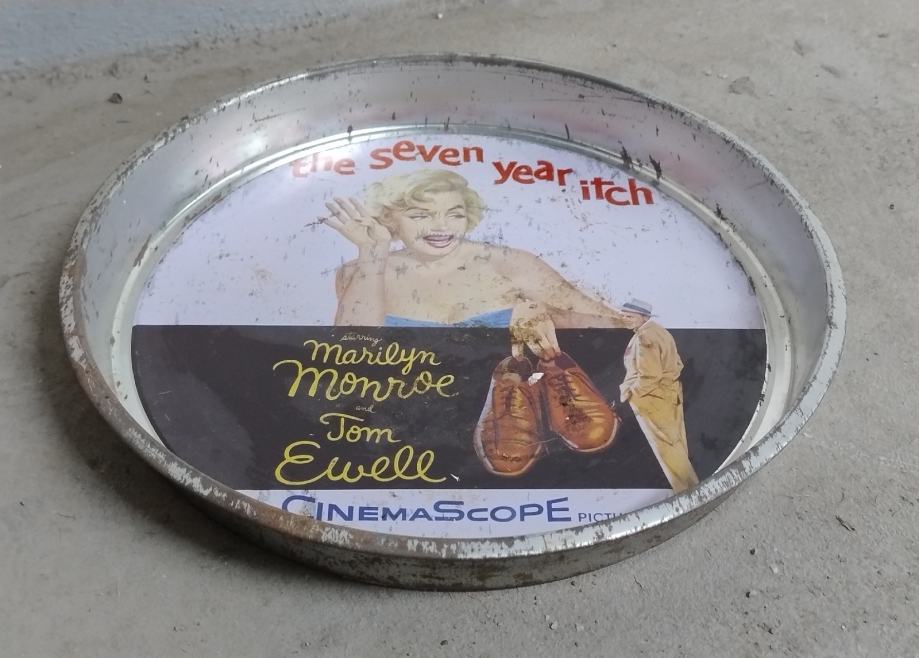 the seven year itch
starring
Marilyn
Monroe
and
Tom
Ewell
CINEMASCOPE